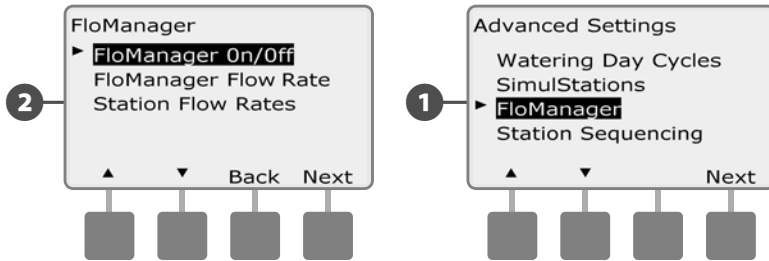 FloManager
► FloManager On/Off
FloManager Flow Rate
Station Flow Rates
▲ ▼ Back Next
2
Advanced Settings
Watering Day Cycles
SimulStations
► FloManager
Station Sequencing
▲ ▼ Next
1